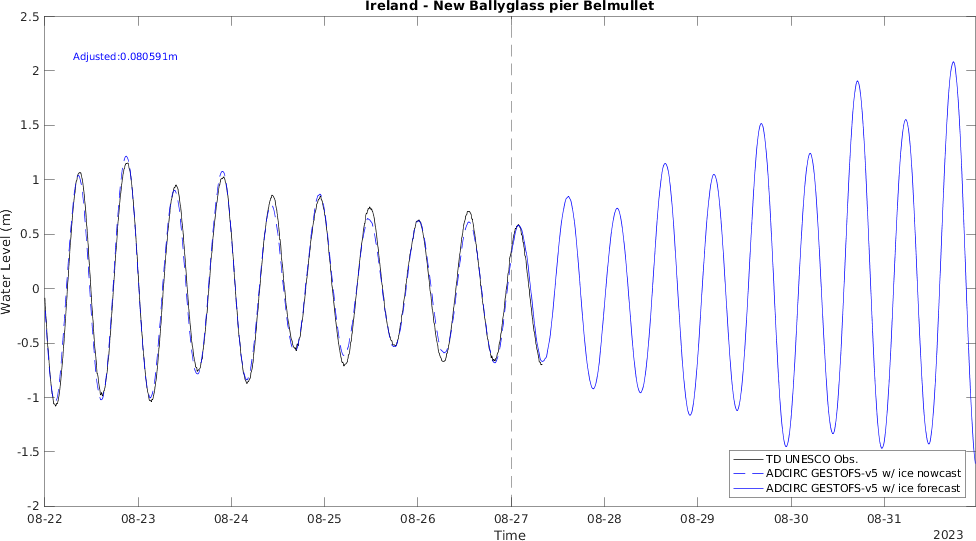 Ireland - New Ballyglass pier Belmullet
Adjusted:0.080591m
2.5
2
1.5
1
0.5
0
-0.5
-1
-1.5
-2
Water Level (m)
TD UNESCO Obs.
ADCIRC GESTOFS-v5 w/ ice nowcast
ADCIRC GESTOFS-v5 w/ ice forecast
08-22 08-23 08-24 08-25 08-26 08-27 08-28 08-29 08-30 08-31
Time
2023